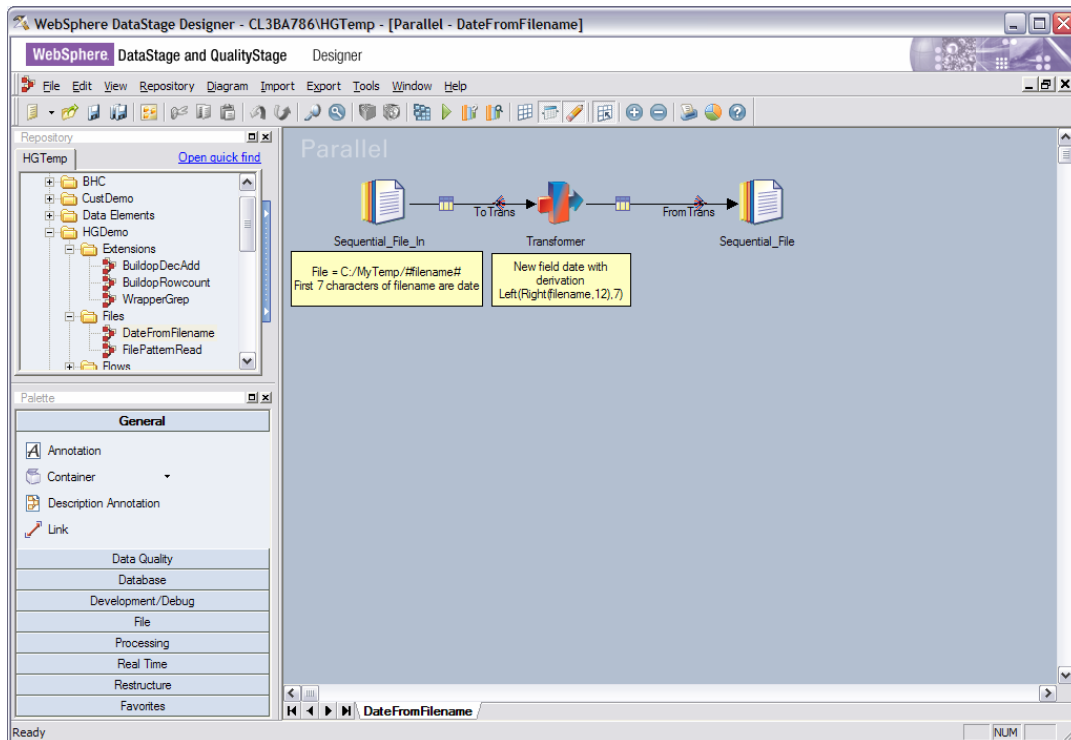 WebSphere DataStage Designer - CL3BA786\HGTemp - [Parallel - DateFromFilename]
WebSphere. DataStage and QualityStage Designer
File Edit View Repository Diagram Import Export Tools Window Help
Repository
HGTemp Open quick find
BHC
CustDemo
Data Elements
HGDemo
Extensions
BuildopDecAdd
BuildopRowcount
WrapperGrep
Files
DateFromFilename
FilePatternRead
Flows
Palette
General
Annotation
Container
Description Annotation
Link
Data Quality
Database
Development/Debug
File
Processing
Real Time
Restructure
Favorites
Parallel
ToTrans FromTrans
Sequential_File_In Transformer Sequential_File
File = C:/MyTemp/#filename#
First 7 characters of filename are date
New field date with
derivation
Left(Right(filename,12),7)
DateFromFilename
Ready NUM